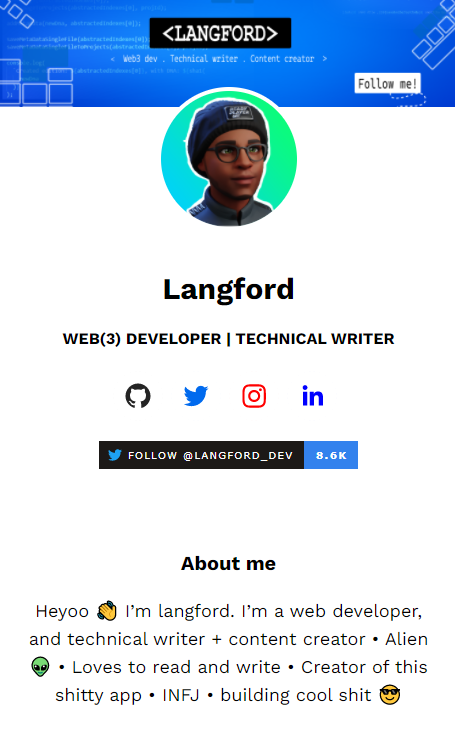 <LANGFORD>
< Web3 dev . Technical writer . Content creator >
Follow me!
Langford
WEB(3) DEVELOPER | TECHNICAL WRITER
FOLLOW @LANGFORD_DEV 8.6K
About me
Heyoo 👋 I’m langford. I’m a web developer,
and technical writer + content creator • Alien
👽 • Loves to read and write • Creator of this
shitty app • INFJ • building cool shit 😎